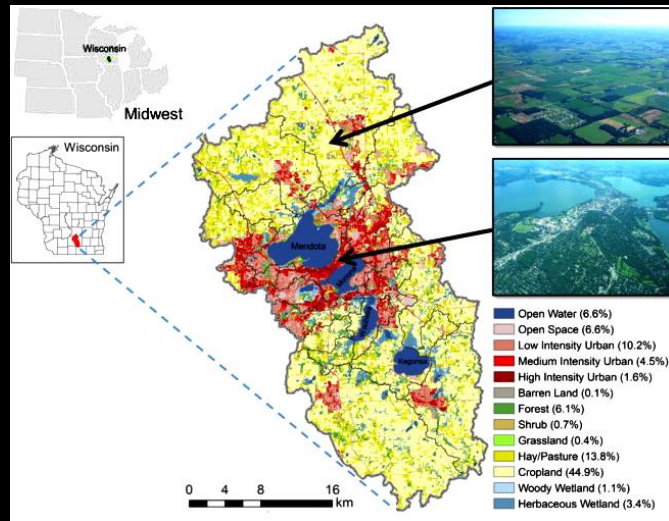 Wisconsin
Midwest
Wisconsin
Mendota
Kegonsa
Open Water (6.6%)
Open Space (6.6%)
Low Intensity Urban (10.2%)
Medium Intensity Urban (4.5%)
High Intensity Urban (1.6%)
Barren Land (0.1%)
Forest (6.1%)
Shrub (0.7%)
Grassland (0.4%)
Hay/Pasture (13.8%)
Cropland (44.9%)
Woody Wetland (1.1%)
Herbaceous Wetland (3.4%)
0 4 8 16
km